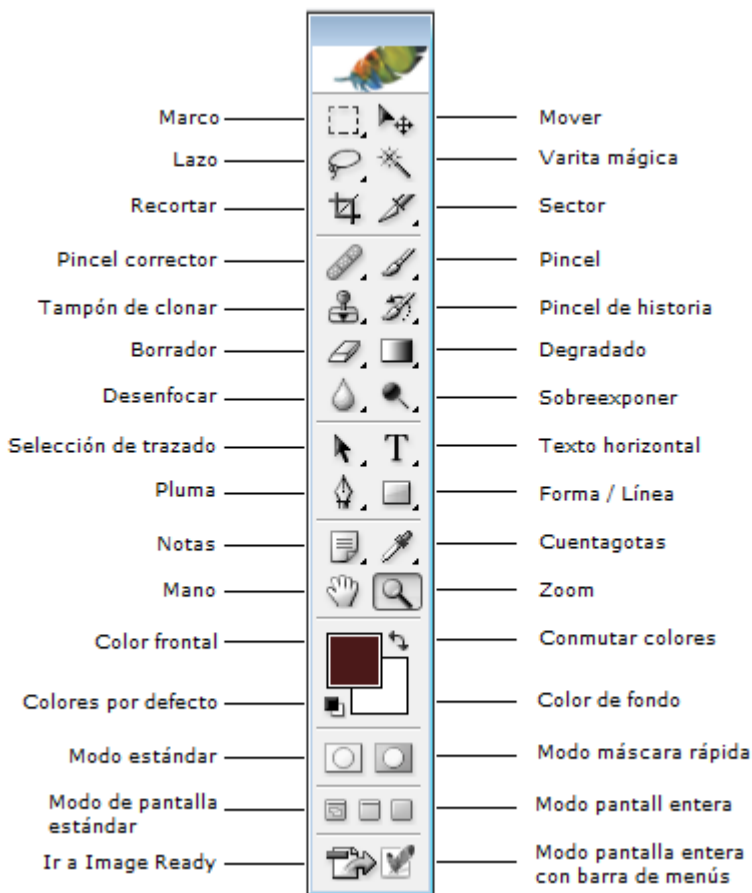 Marco
Mover
Lazo
Varita mágica
Recortar
Sector
Pincel corrector
Pincel
Tampón de clonar
Pincel de historia
Borrador
Degradado
Desenfocar
Sobreexponer
Selección de trazado
T
Texto horizontal
Pluma
Forma / Línea
Notas
Cuentagotas
Mano
Zoom
Color frontal
Conmutar colores
Colores por defecto
Color de fondo
Modo estándar
Modo máscara rápida
Modo de pantalla
estándar
Modo pantall entera
Ir a Image Ready
Modo pantalla entera
con barra de menús